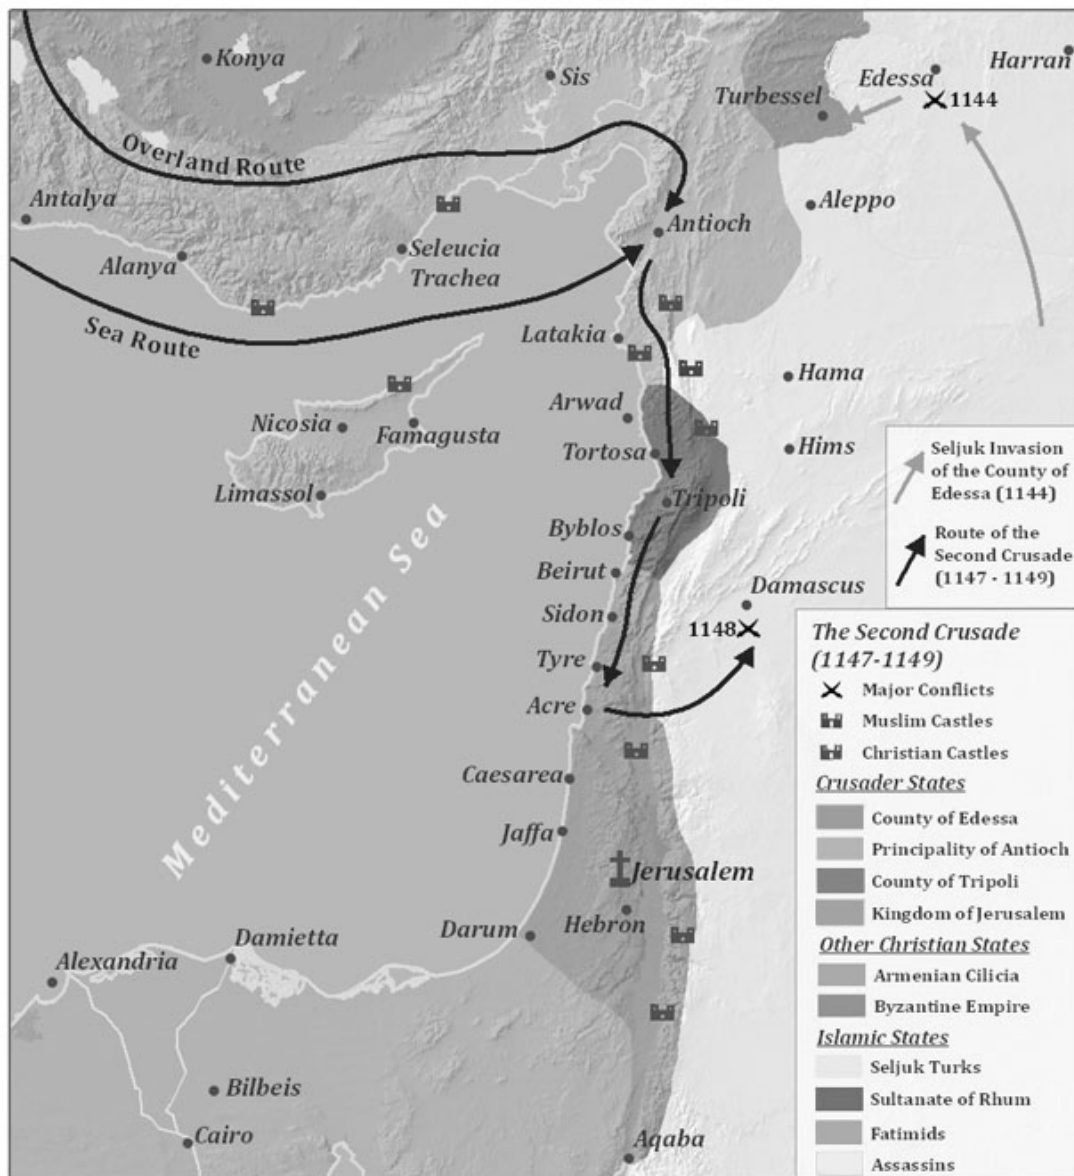 Konya
Sis
Edessa
Harran
Turbessel
1144
Overland Route
Antalya
Aleppo
Antioch
Alanya
Seleucia
Trachea
Sea Route
Latakia
Hama
Arwad
Nicosia
Famagusta
Tortosa
Hims
Limassol
Tripoli
Byblos
Beirut
Damascus
Sidon
1148
Tyre
Acre
Mediterranean Sea
Caesarea
Jaffa
Jerusalem
Hebron
Darum
Damietta
Alexandria
Bilbeis
Cairo
Aqaba
Seljuk Invasion
of the County of
Edessa (1144)
Route of the
Second Crusade
(1147 - 1149)
The Second Crusade
(1147-1149)
Major Conflicts
Muslim Castles
Christian Castles
Crusader States
County of Edessa
Principality of Antioch
County of Tripoli
Kingdom of Jerusalem
Other Christian States
Armenian Cilicia
Byzantine Empire
Islamic States
Seljuk Turks
Sultanate of Rhum
Fatimids
Assassins